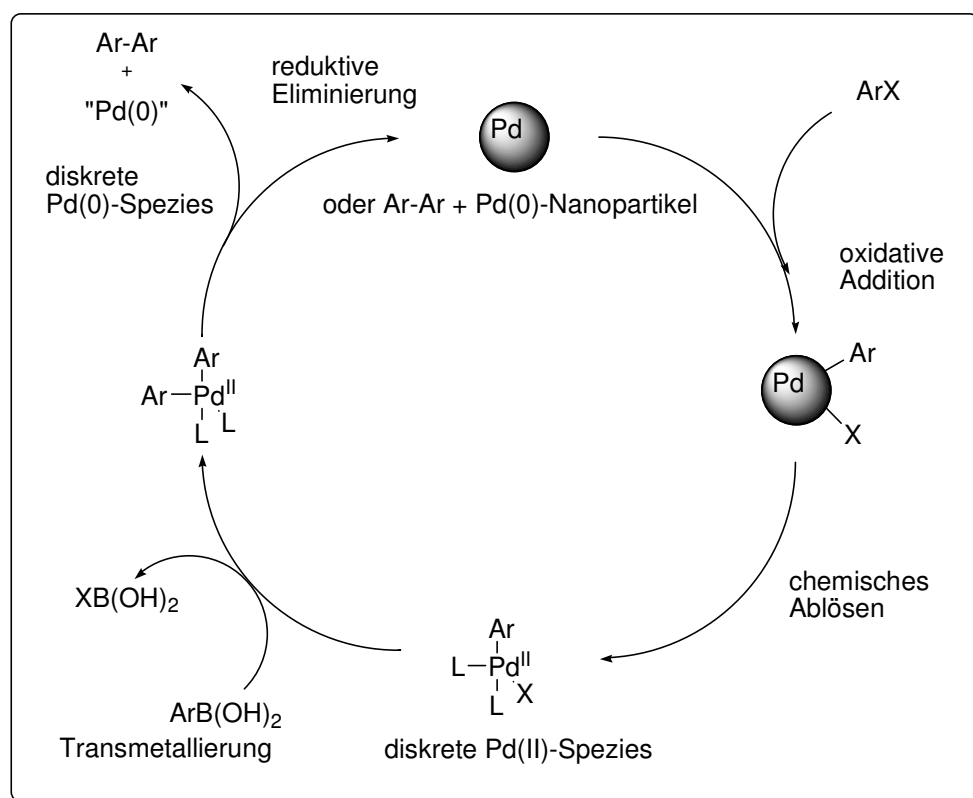 Ar-Ar
+
"Pd(0)"
reduktive
Eliminierung
Pd
ArX
diskrete
Pd(0)-Spezies
oder Ar-Ar + Pd(0)-Nanopartikel
oxidative
Addition
Ar
Ar Pd^II
L L
Pd Ar
X
XB(OH)₂
chemisches
Ablösen
Ar
L Pd^II
L X
ArB(OH)₂
Transmetallierung
diskrete Pd(II)-Spezies